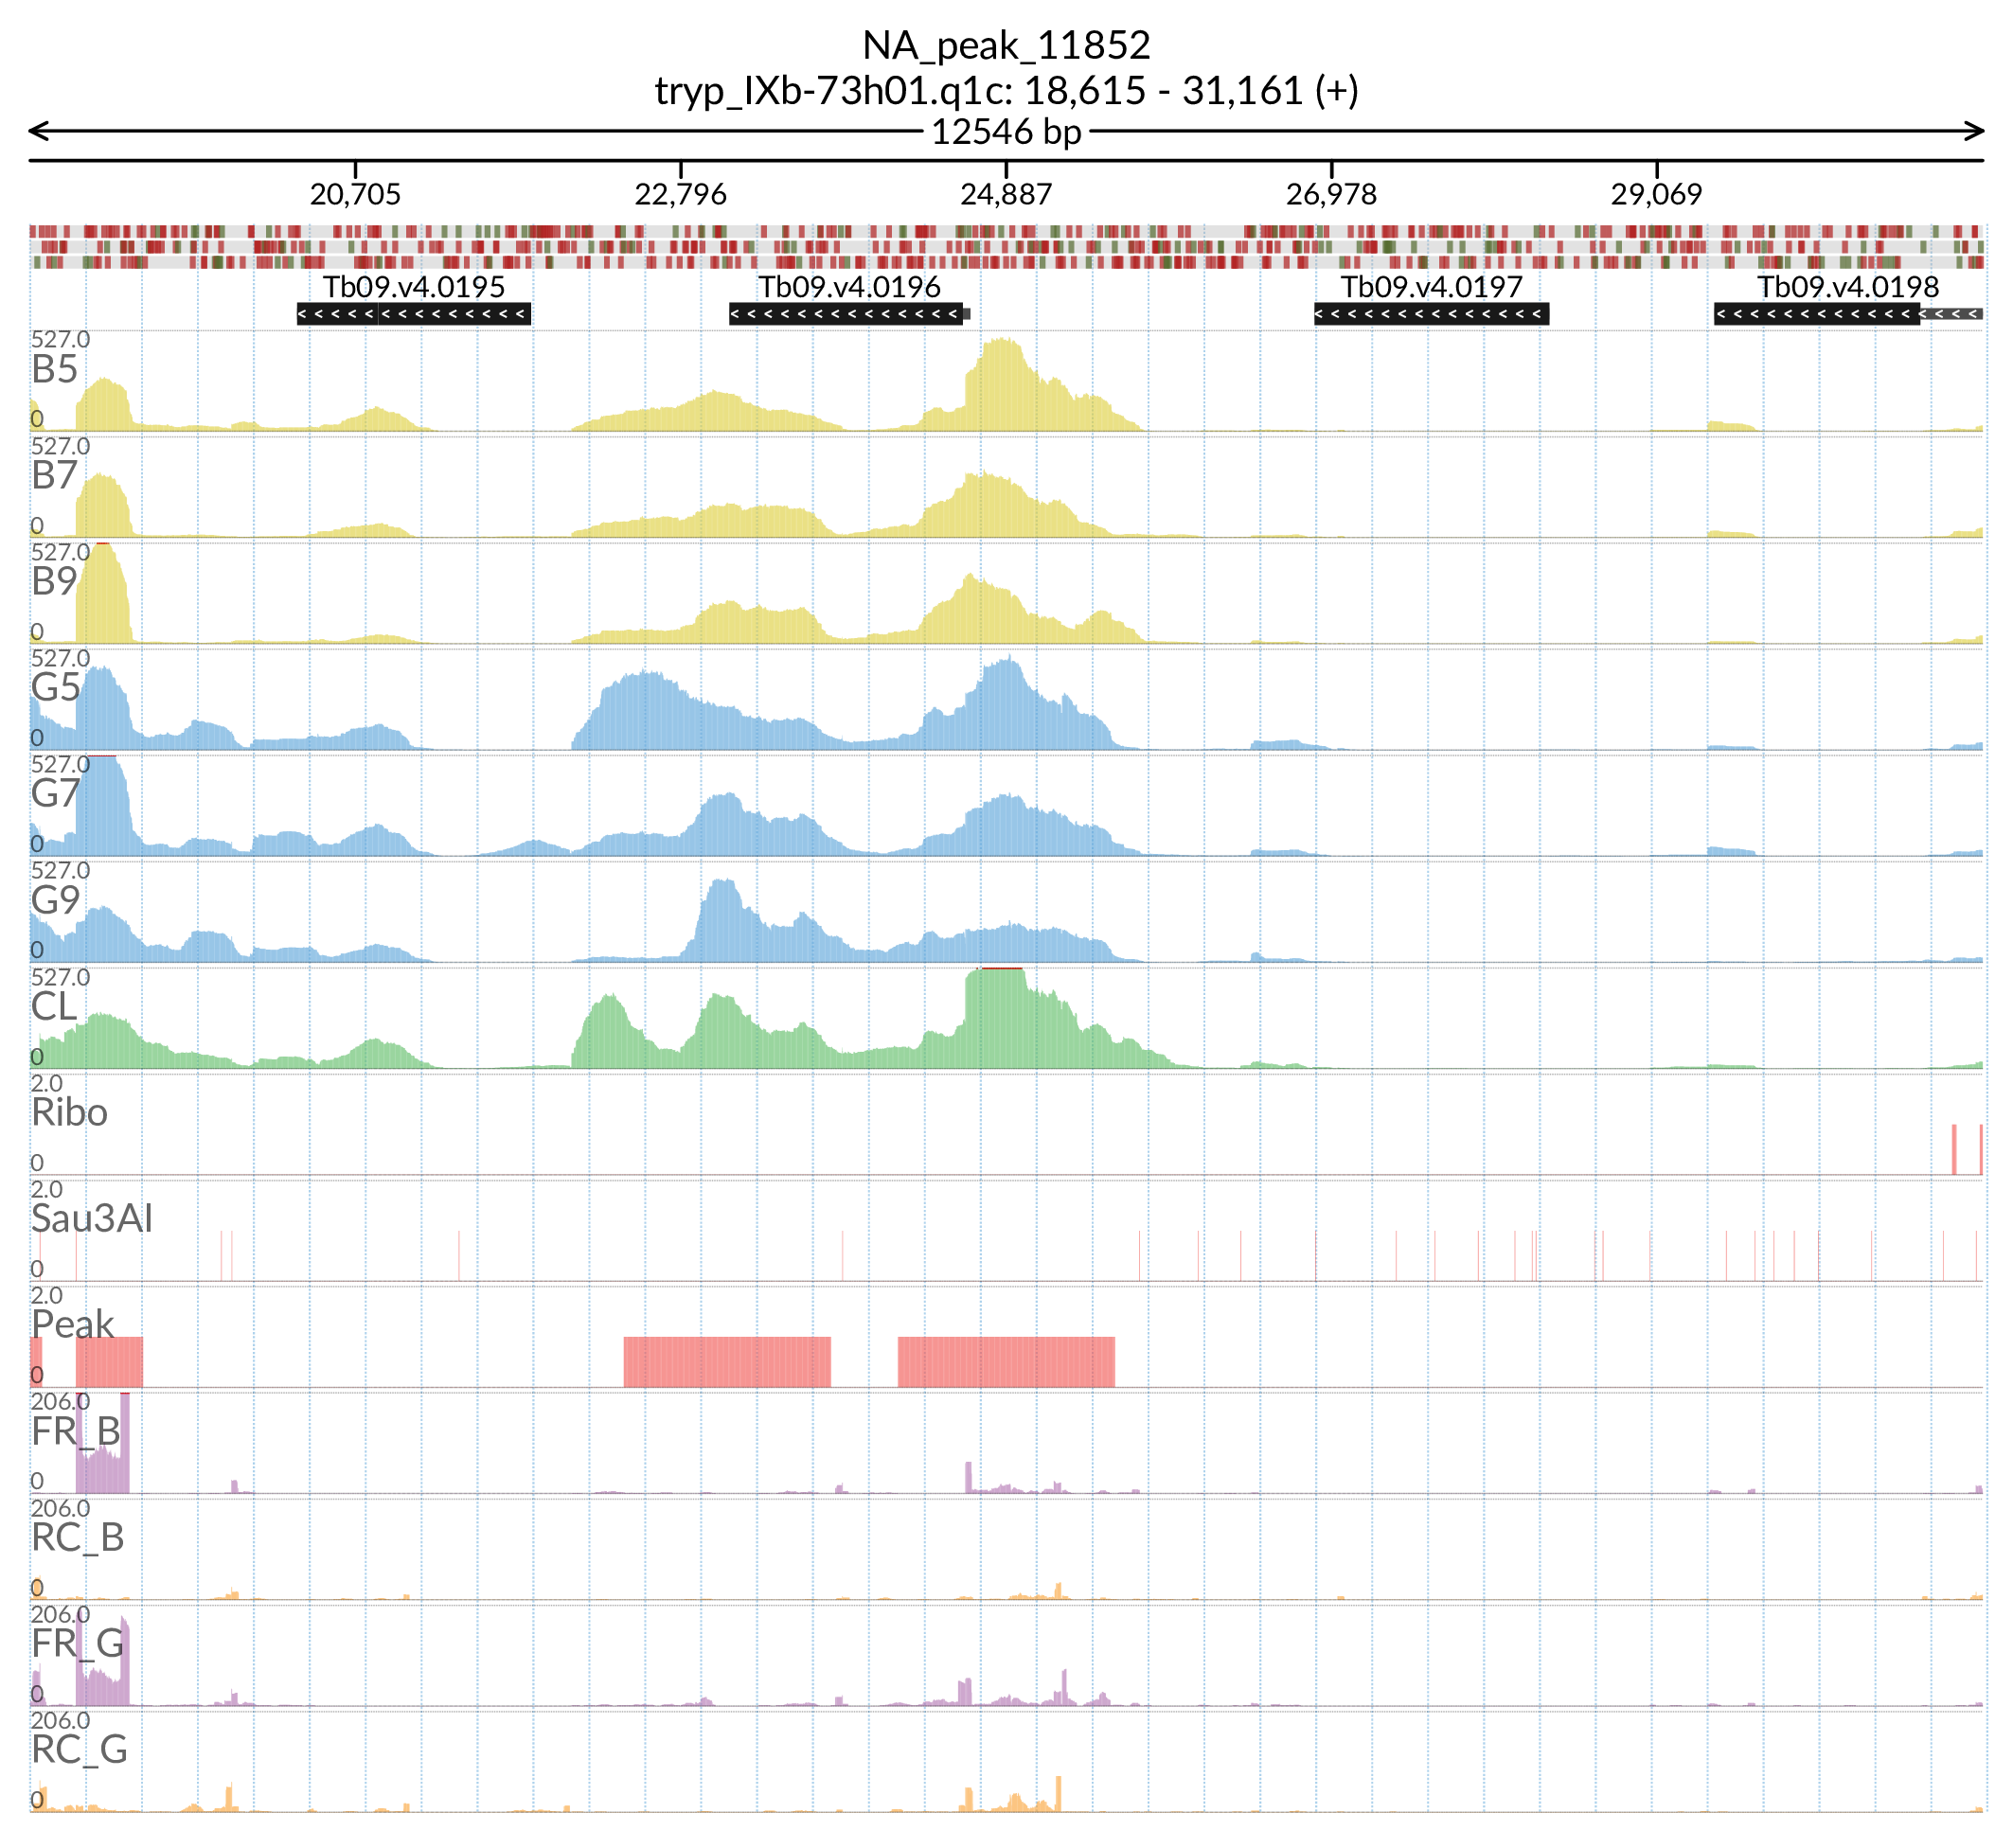 NA_peak_11852
tryp_IXb-73h01.q1c: 18,615 - 31,161 (+)
12546 bp
20,705 22,796 24,887 26,978 29,069
Tb09.v4.0195 Tb09.v4.0196 Tb09.v4.0197 Tb09.v4.0198
527.0
B5
0
527.0
B7
0
527.0
B9
0
527.0
G5
0
527.0
G7
0
527.0
G9
0
527.0
CL
0
2.0
Ribo
0
2.0
Sau3AI
0
2.0
Peak
0
206.0
FR_B
0
206.0
RC_B
0
206.0
FR_G
0
206.0
RC_G
0